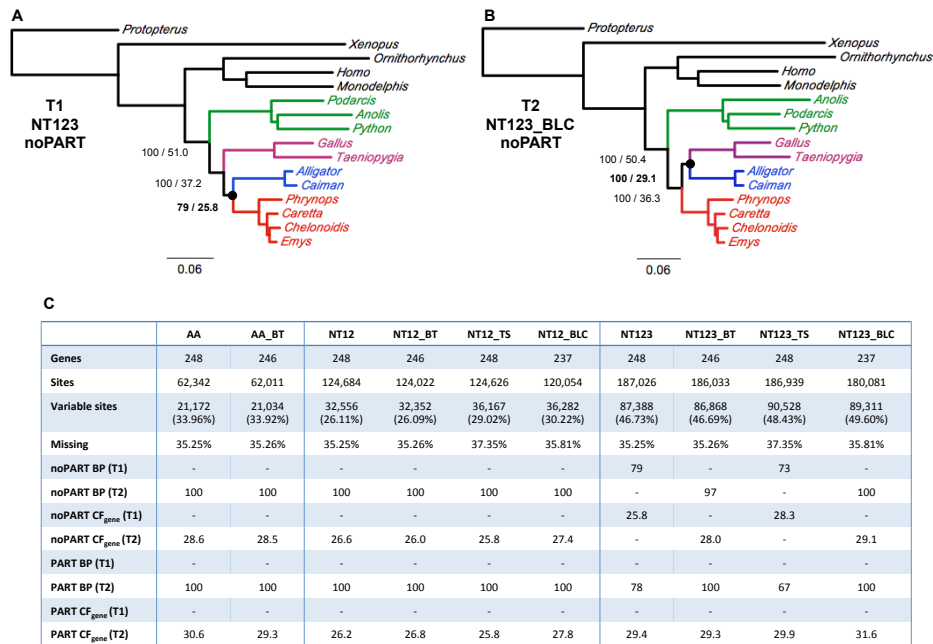 A
Protopterus
Xenopus
Ornithorhynchus
Homo
Monodelphis
Podarcis
Anolis
Python
Gallus
Taeniopygia
Alligator
Caiman
Phrynops
Caretta
Chelonoidis
Emys
T1
NT123
noPART
100 / 51.0
100 / 37.2
79 / 25.8
0.06
B
Protopterus
Xenopus
Ornithorhynchus
Homo
Monodelphis
Anolis
Podarcis
Python
Gallus
Taeniopygia
Alligator
Caiman
Phrynops
Caretta
Chelonoidis
Emys
T2
NT123_BLC
noPART
100 / 50.4
100 / 29.1
100 / 36.3
0.06
C
AA AA_BT NT12 NT12_BT NT12_TS NT12_BLC NT123 NT123_BT NT123_TS NT123_BLC
Genes 248 246 248 246 248 237 248 246 248 237
Sites 62,342 62,011 124,684 124,022 124,626 120,054 187,026 186,033 186,939 180,081
Variable sites 21,172 21,034 32,556 32,352 36,167 36,282 87,388 86,868 90,528 89,311
(33.96%) (33.92%) (26.11%) (26.09%) (29.02%) (30.22%) (46.73%) (46.69%) (48.43%) (49.60%)
Missing 35.25% 35.26% 35.25% 35.26% 37.35% 35.81% 35.25% 35.26% 37.35% 35.81%
noPART BP (T1) - - - - - - 79 - 73 -
noPART BP (T2) 100 100 100 100 100 100 - 97 - 100
noPART CFgene (T1) - - - - - - 25.8 - 28.3 -
noPART CFgene (T2) 28.6 28.5 26.6 26.0 25.8 27.4 - 28.0 - 29.1
PART BP (T1) - - - - - - - - - -
PART BP (T2) 100 100 100 100 100 100 78 100 67 100
PART CFgene (T1) - - - - - - - - - -
PART CFgene (T2) 30.6 29.3 26.2 26.8 25.8 27.8 29.4 29.3 29.9 31.6